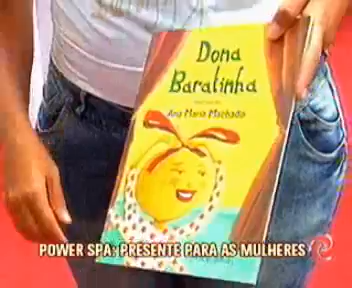 Dona
Baratinha
Ana Maria Machado
POWER SPA: PRESENTE PARA AS MULHERES